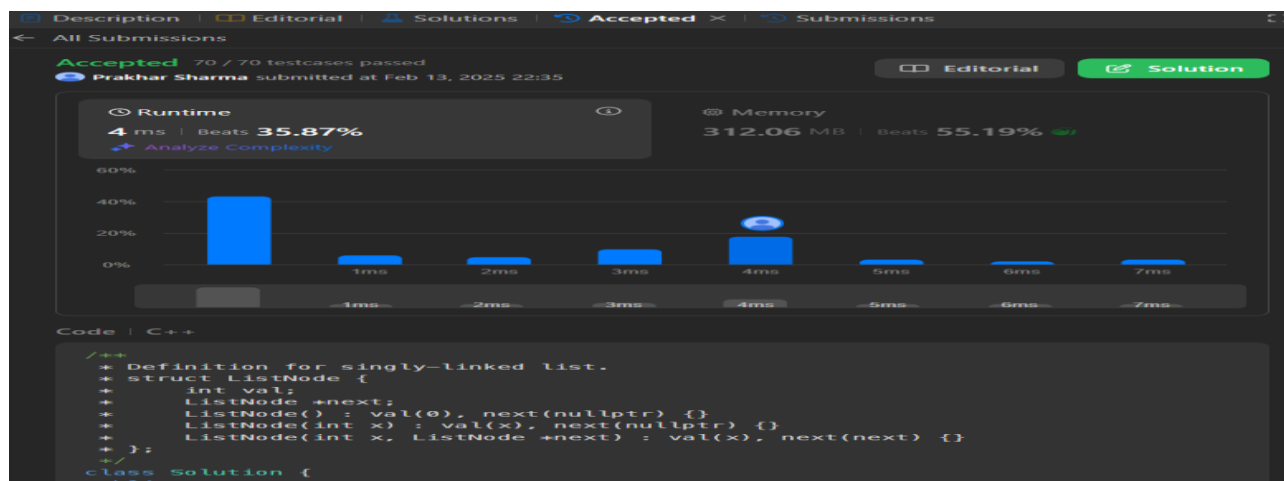 Description | Editorial | Solutions | Accepted × | Submissions
← All Submissions
Accepted 70 / 70 testcases passed
Prakhar Sharma submitted at Feb 13, 2025 22:35
Editorial
Solution
Runtime
4 ms | Beats 35.87%
Analyze Complexity
Memory
312.06 MB | Beats 55.19%
60%
40%
20%
0%
1ms 2ms 3ms 4ms 5ms 6ms 7ms
1ms 2ms 3ms 4ms 5ms 6ms 7ms
Code | C++
/**
* Definition for singly-linked list.
* struct ListNode {
*     int val;
*     ListNode *next;
*     ListNode() : val(0), next(nullptr) {}
*     ListNode(int x) : val(x), next(nullptr) {}
*     ListNode(int x, ListNode *next) : val(x), next(next) {}
* };
*/
class Solution {